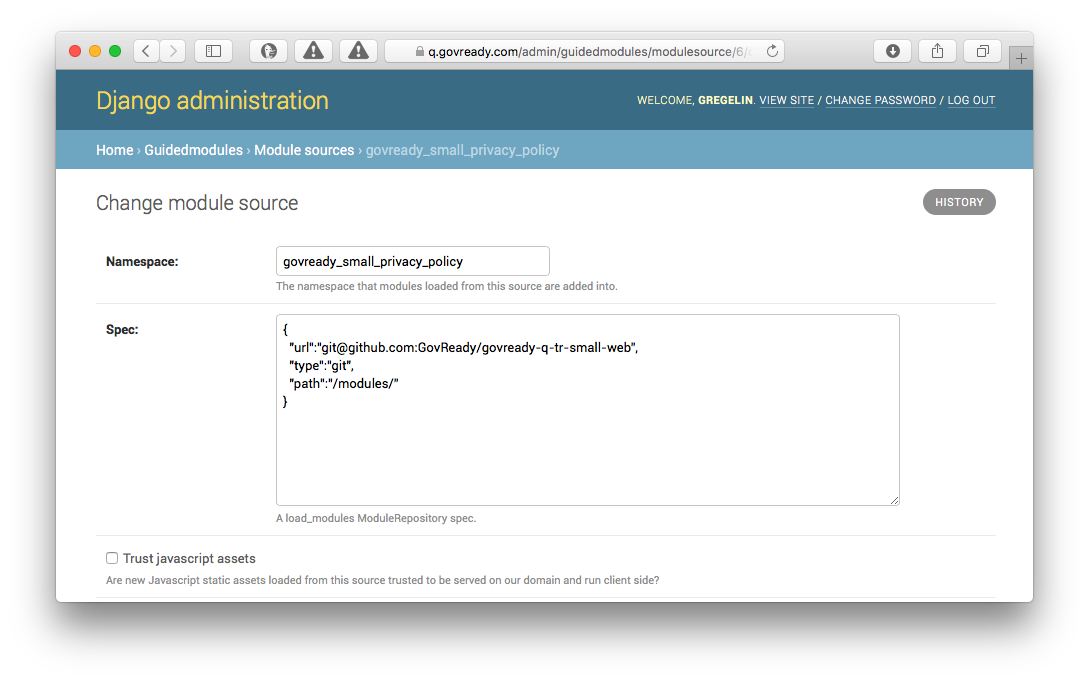 q.govready.com/admin/guidedmodules/modulesource/6/
Django administration
WELCOME, GREGELIN. VIEW SITE / CHANGE PASSWORD / LOG OUT
Home › Guidedmodules › Module sources › govready_small_privacy_policy
Change module source
HISTORY
Namespace:
govready_small_privacy_policy
The namespace that modules loaded from this source are added into.
Spec:
{
"url":"git@github.com:GovReady/govready-q-tr-small-web",
"type":"git",
"path":"/modules/"
}
A load_modules ModuleRepository spec.
Trust javascript assets
Are new Javascript static assets loaded from this source trusted to be served on our domain and run client side?